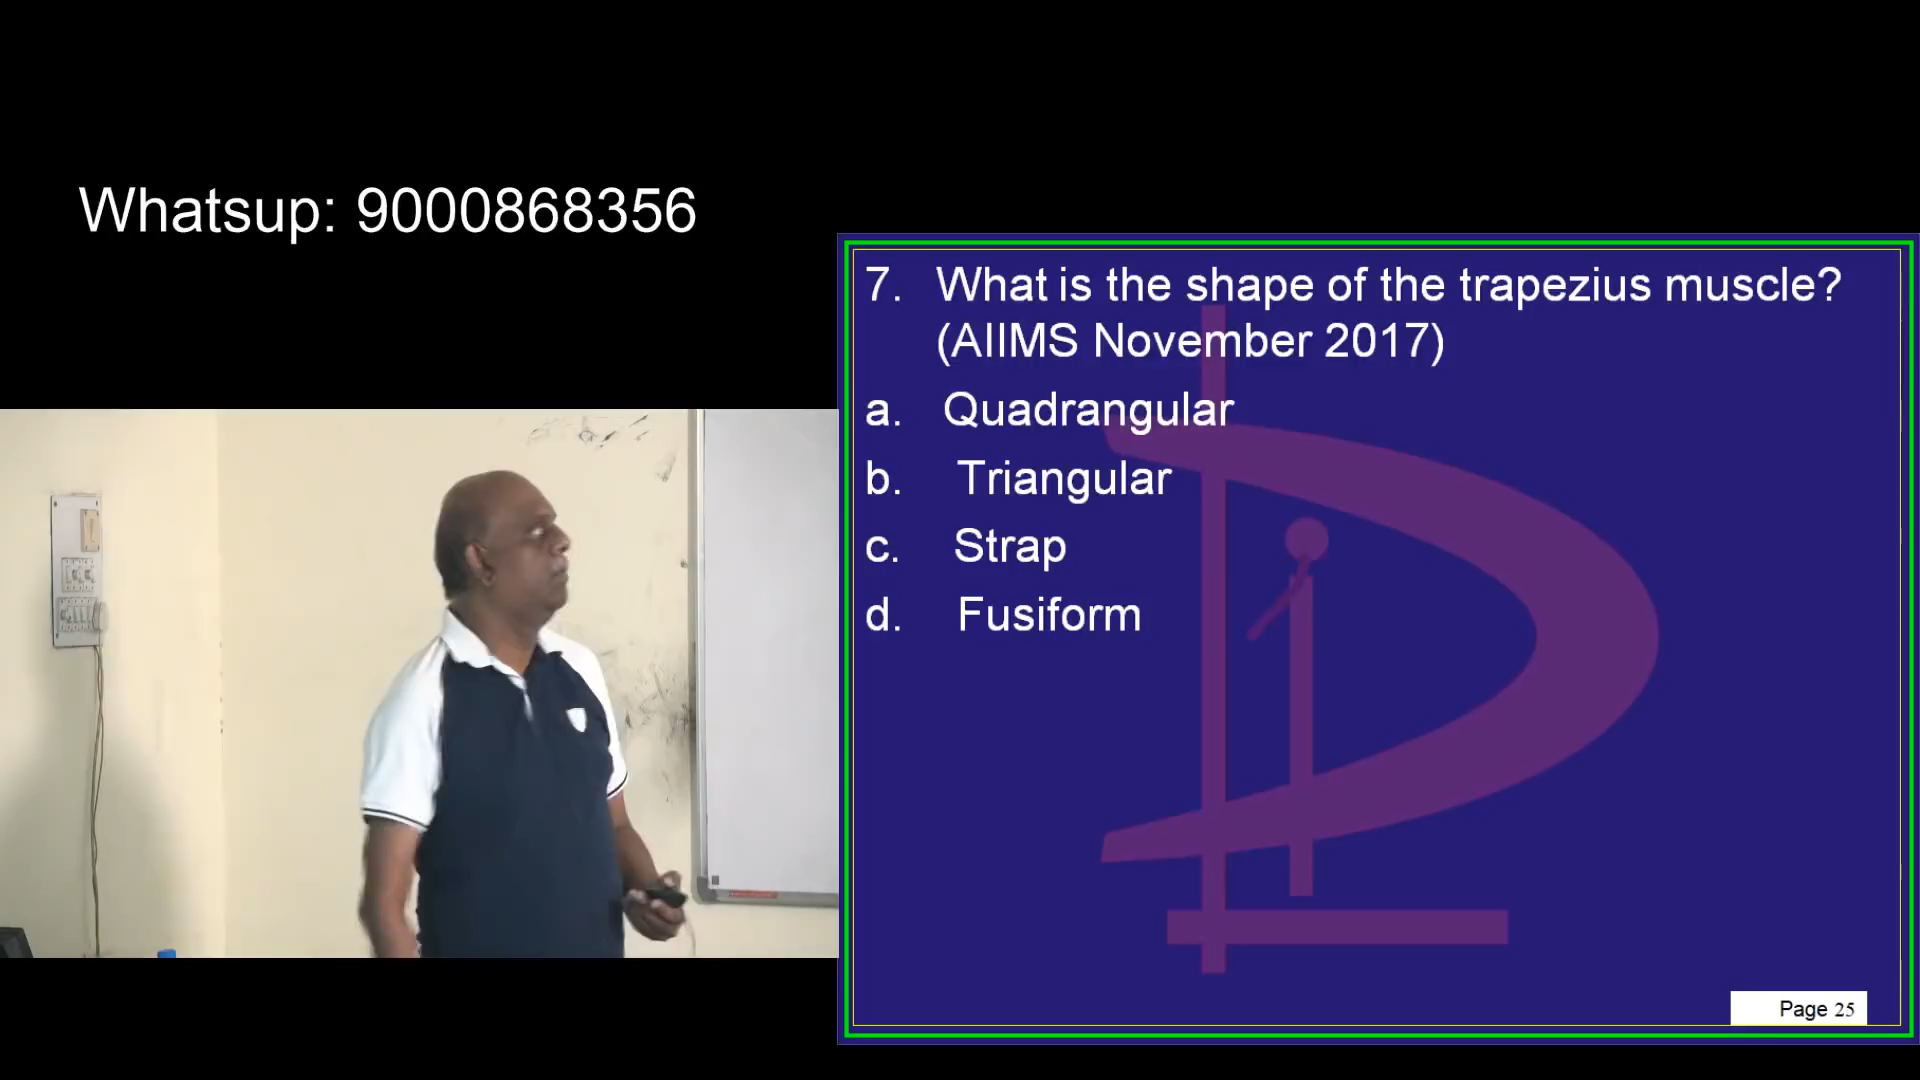 Whatsup: 9000868356
7. What is the shape of the trapezius muscle?
(AIIMS November 2017)
a. Quadrangular
b. Triangular
c. Strap
d. Fusiform
Page 25